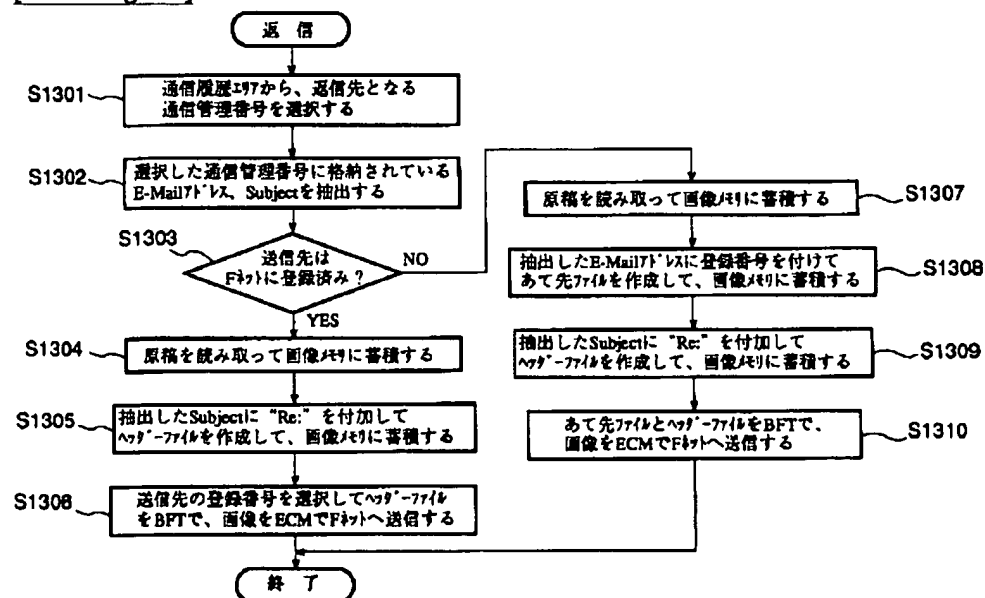 返 信
S1301
通信履歴エリアから、返信先となる
通信管理番号を選択する
S1302
選択した通信管理番号に格納されている
E-Mailアドレス、Subjectを抽出する
S1303
送信先は
Fネットに登録済み？
NO
YES
S1304
原稿を読み取って画像メモリに蓄積する
S1305
抽出したSubjectに “Re:” を付加して
ヘッダーファイルを作成して、画像メモリに蓄積する
S1306
送信先の登録番号を選択してヘッダーファイル
をBFTで、画像をECMでFネットへ送信する
S1307
原稿を読み取って画像メモリに蓄積する
S1308
抽出したE-Mailアドレスに登録番号を付けて
あて先ファイルを作成して、画像メモリに蓄積する
S1309
抽出したSubjectに “Re:” を付加して
ヘッダーファイルを作成して、画像メモリに蓄積する
S1310
あて先ファイルとヘッダーファイルをBFTで、
画像をECMでFネットへ送信する
終 了